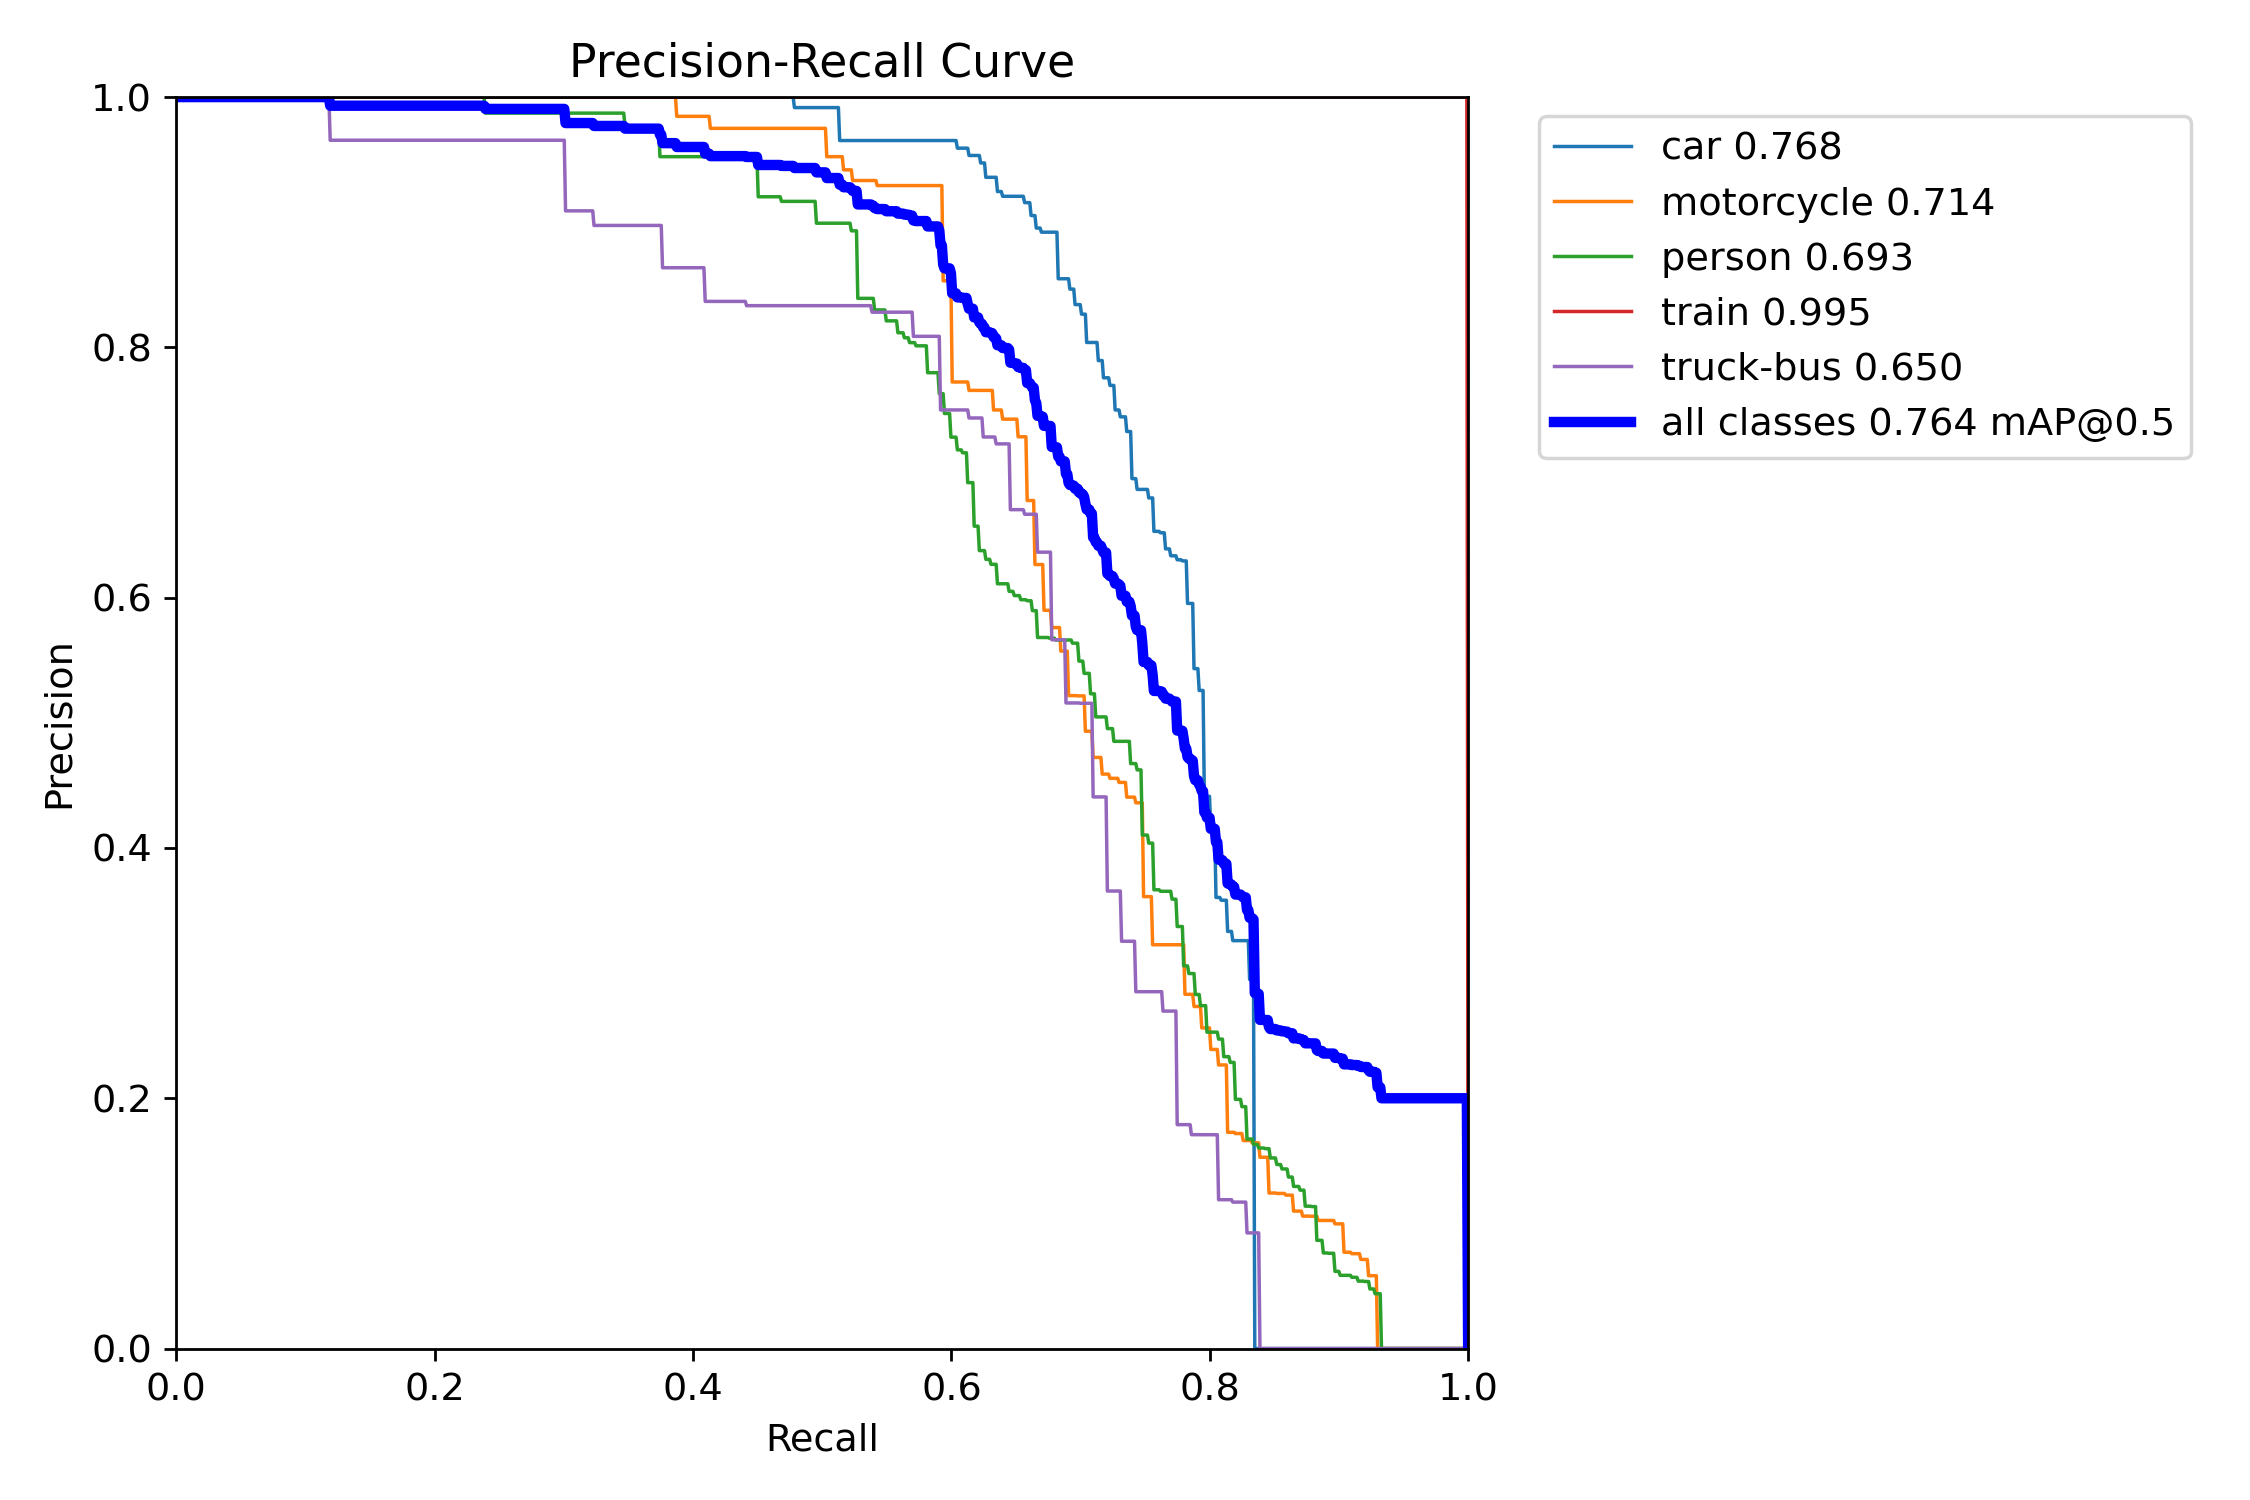 Precision-Recall Curve
1.0
0.8
0.6
0.4
0.2
0.0
Precision
0.0 0.2 0.4 0.6 0.8 1.0
Recall
car 0.768
motorcycle 0.714
person 0.693
train 0.995
truck-bus 0.650
all classes 0.764 mAP@0.5